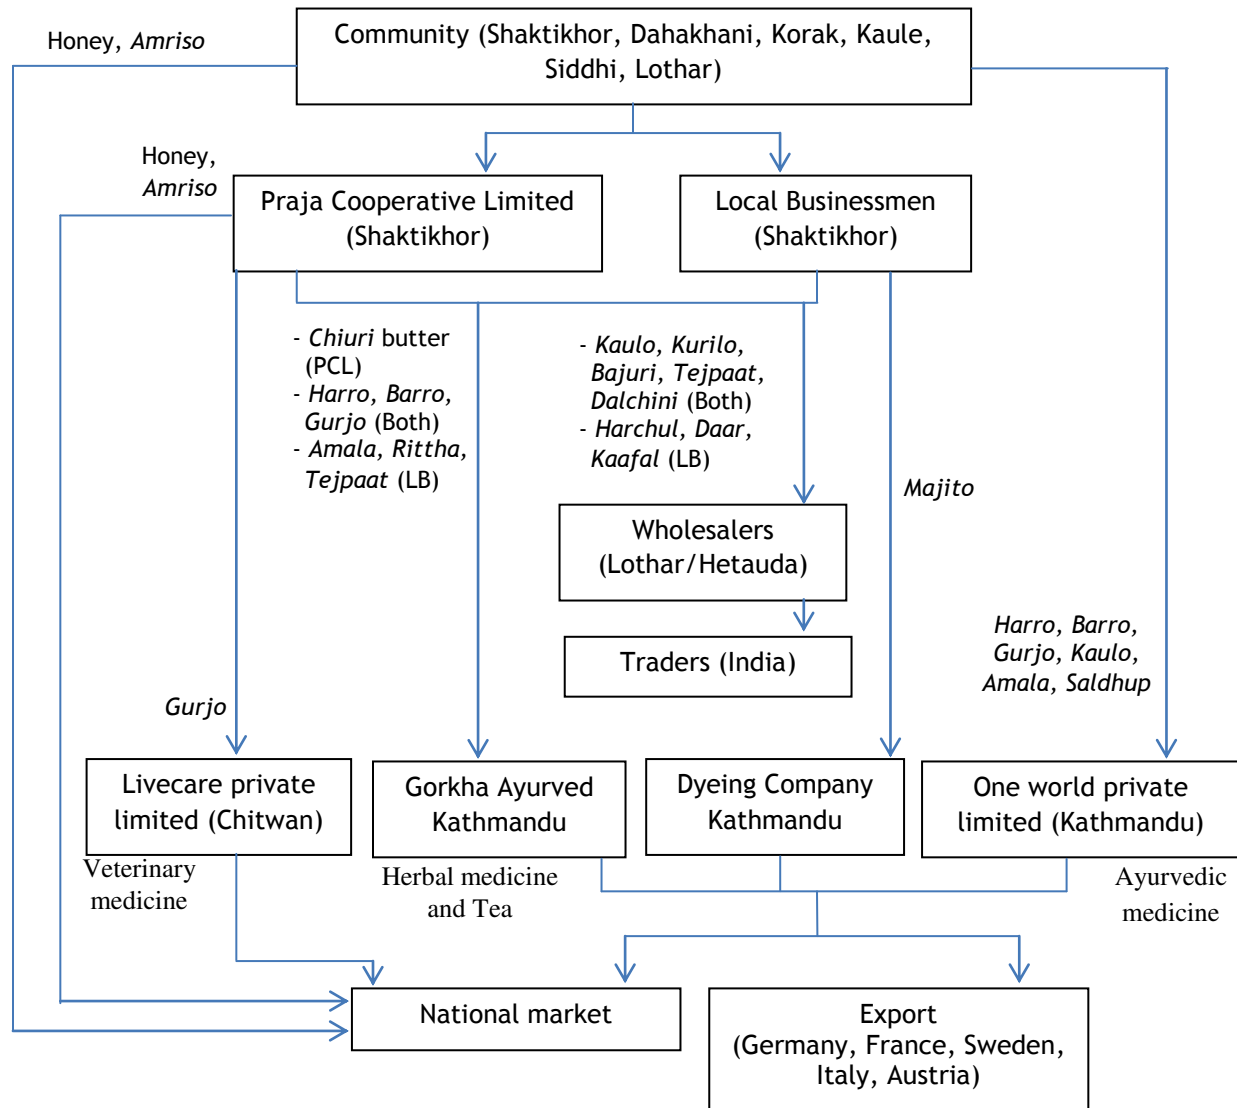 Honey, Amriso
Community (Shaktikhor, Dahakhani, Korak, Kaule,
Siddhi, Lothar)
Honey,
Amriso
Praja Cooperative Limited
(Shaktikhor)
Local Businessmen
(Shaktikhor)
- Chiuri butter
(PCL)
- Harro, Barro,
Gurjo (Both)
- Amala, Rittha,
Tejpaat (LB)
- Kaulo, Kurilo,
Bajuri, Tejpaat,
Dalchini (Both)
- Harchul, Daar,
Kaafal (LB)
Majito
Wholesalers
(Lothar/Hetauda)
Traders (India)
Harro, Barro,
Gurjo, Kaulo,
Amala, Saldhup
Gurjo
Livecare private
limited (Chitwan)
Gorkha Ayurved
Kathmandu
Dyeing Company
Kathmandu
One world private
limited (Kathmandu)
Veterinary
medicine
Herbal medicine
and Tea
Ayurvedic
medicine
National market
Export
(Germany, France, Sweden,
Italy, Austria)